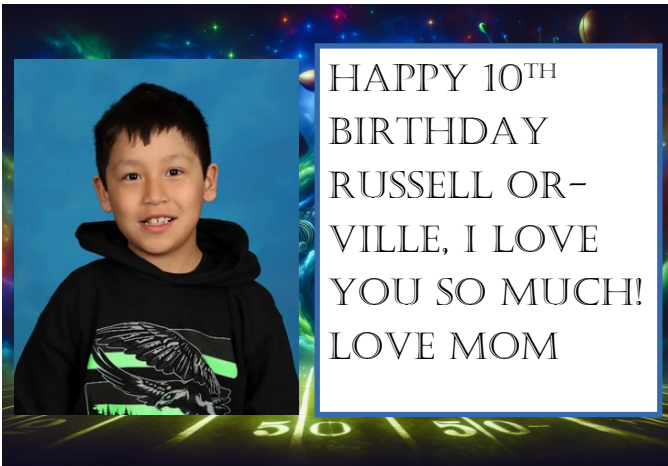 HAPPY 10TH
BIRTHDAY
RUSSELL OR-
VILLE, I LOVE
YOU SO MUCH!
LOVE MOM
50 50